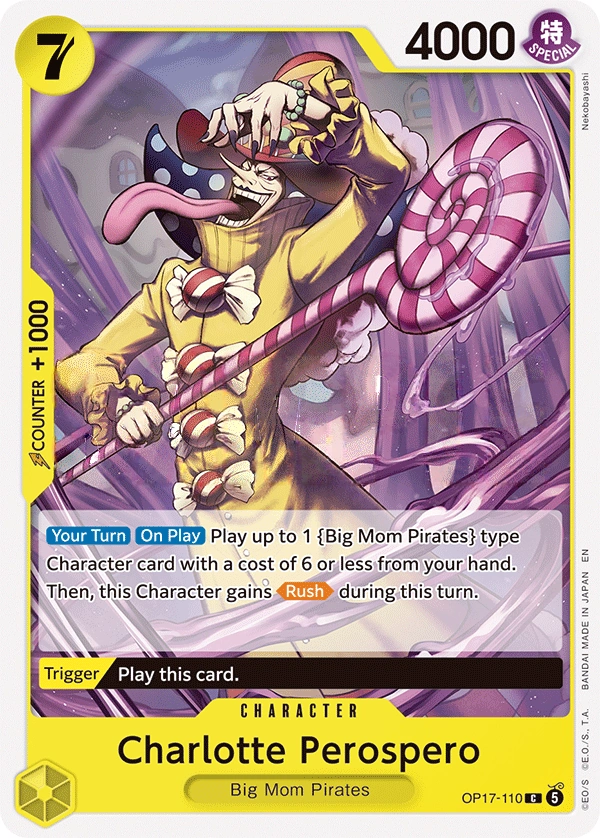 7
4000
特
SPECIAL
Nekobayashi
COUNTER +1000
Your Turn On Play Play up to 1 {Big Mom Pirates} type
Character card with a cost of 6 or less from your hand.
Then, this Character gains Rush during this turn.
Trigger Play this card.
CHARACTER
Charlotte Perospero
Big Mom Pirates
OP17-110 C 5
©EO/S ©E.O./S., T.A. BANDAI MADE IN JAPAN EN